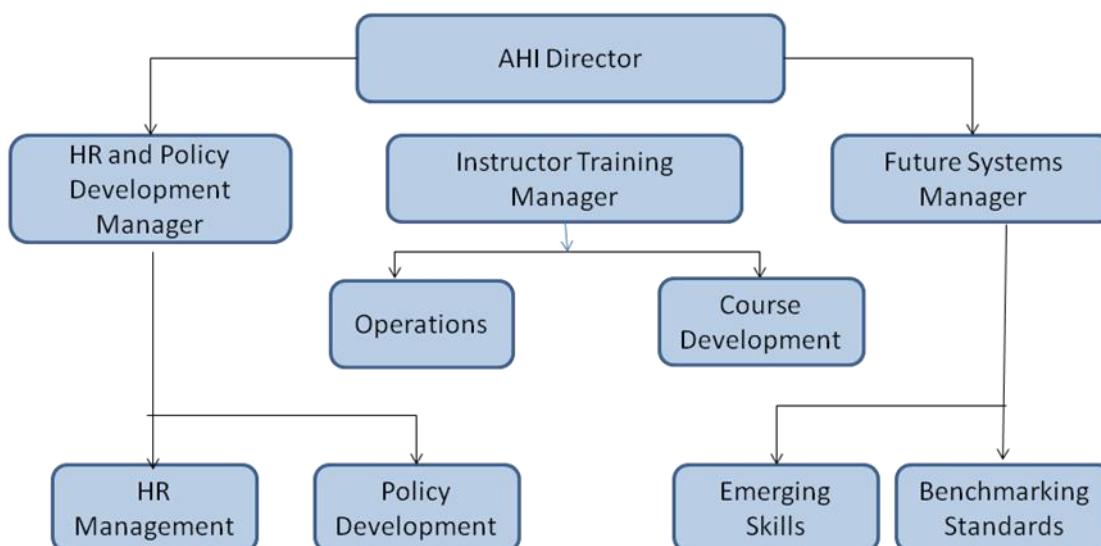 AHI Director
HR and Policy
Development
Manager
Instructor Training
Manager
Future Systems
Manager
Operations
Course
Development
HR
Management
Policy
Development
Emerging
Skills
Benchmarking
Standards